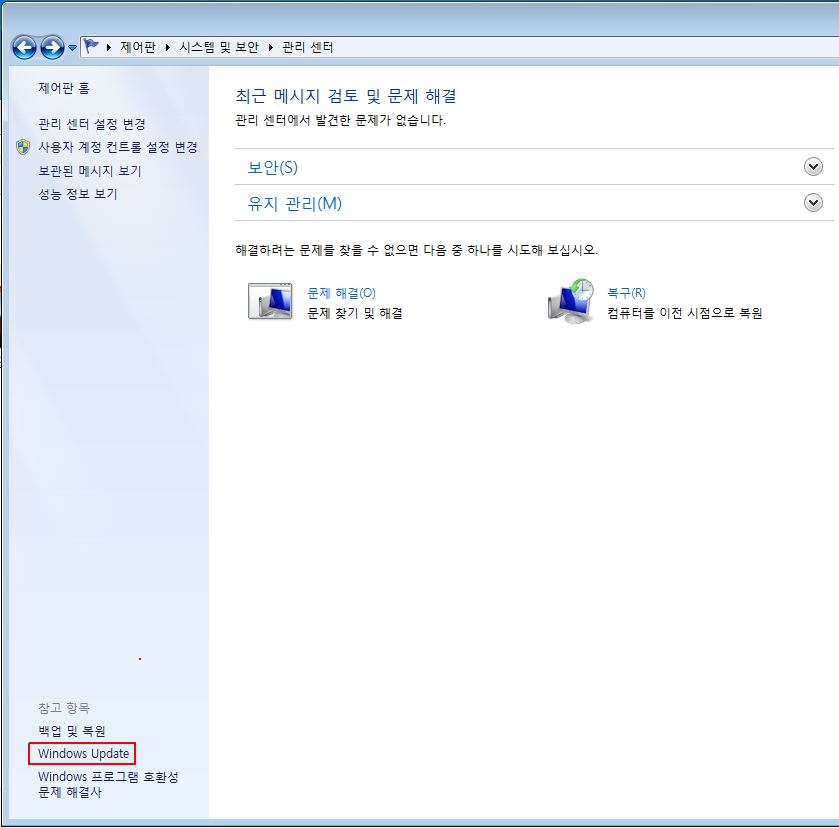 제어판 ▸ 시스템 및 보안 ▸ 관리 센터
제어판 홈
관리 센터 설정 변경
사용자 계정 컨트롤 설정 변경
보관된 메시지 보기
성능 정보 보기
최근 메시지 검토 및 문제 해결
관리 센터에서 발견한 문제가 없습니다.
보안(S)
유지 관리(M)
해결하려는 문제를 찾을 수 없으면 다음 중 하나를 시도해 보십시오.
문제 해결(O)
문제 찾기 및 해결
복구(R)
컴퓨터를 이전 시점으로 복원
참고 항목
백업 및 복원
Windows Update
Windows 프로그램 호환성
문제 해결사